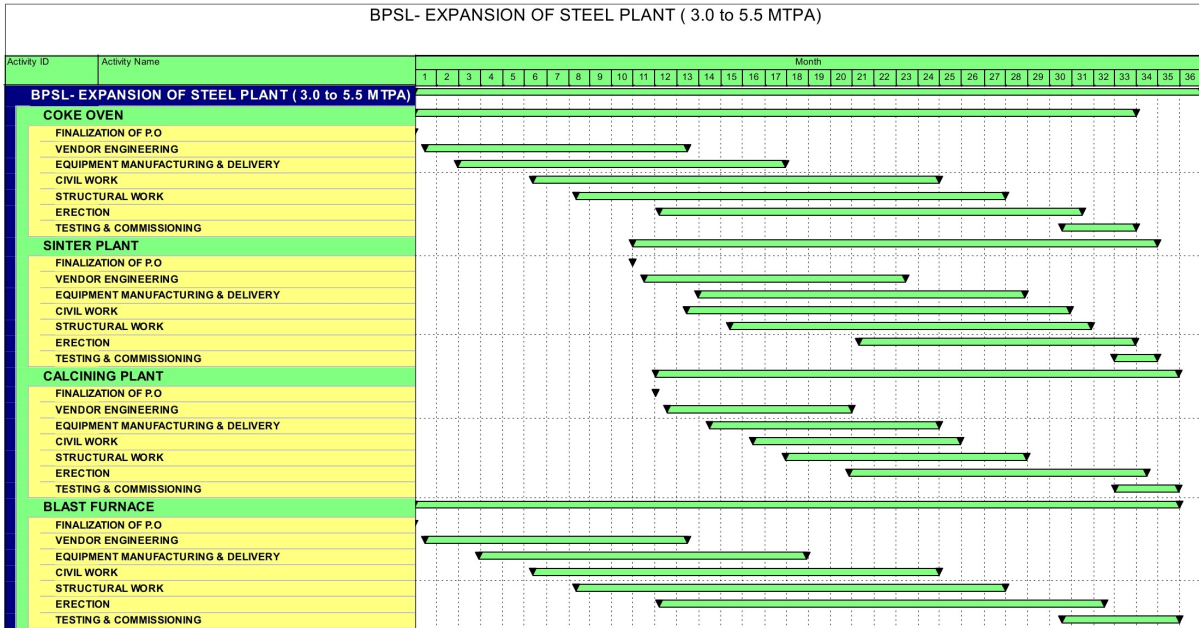 BPSL- EXPANSION OF STEEL PLANT ( 3.0 to 5.5 MTPA)
Activity ID Activity Name Month
1 2 3 4 5 6 7 8 9 10 11 12 13 14 15 16 17 18 19 20 21 22 23 24 25 26 27 28 29 30 31 32 33 34 35 36
BPSL- EXPANSION OF STEEL PLANT ( 3.0 to 5.5 MTPA)
COKE OVEN
FINALIZATION OF P.O
VENDOR ENGINEERING
EQUIPMENT MANUFACTURING & DELIVERY
CIVIL WORK
STRUCTURAL WORK
ERECTION
TESTING & COMMISSIONING
SINTER PLANT
FINALIZATION OF P.O
VENDOR ENGINEERING
EQUIPMENT MANUFACTURING & DELIVERY
CIVIL WORK
STRUCTURAL WORK
ERECTION
TESTING & COMMISSIONING
CALCINING PLANT
FINALIZATION OF P.O
VENDOR ENGINEERING
EQUIPMENT MANUFACTURING & DELIVERY
CIVIL WORK
STRUCTURAL WORK
ERECTION
TESTING & COMMISSIONING
BLAST FURNACE
FINALIZATION OF P.O
VENDOR ENGINEERING
EQUIPMENT MANUFACTURING & DELIVERY
CIVIL WORK
STRUCTURAL WORK
ERECTION
TESTING & COMMISSIONING